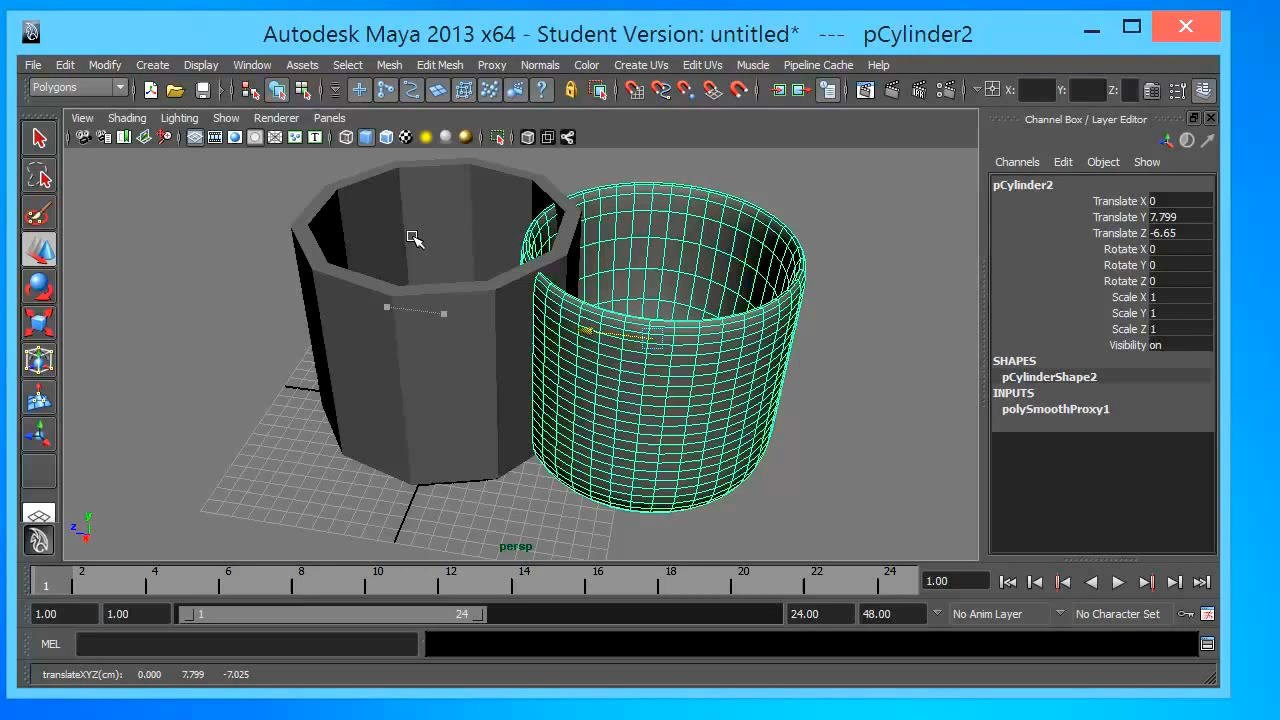 Autodesk Maya 2013 x64 - Student Version: untitled* --- pCylinder2
File Edit Modify Create Display Window Assets Select Mesh Edit Mesh Proxy Normals Color Create UVs Edit UVs Muscle Pipeline Cache Help
Polygons X: Y: Z:
View Shading Lighting Show Renderer Panels
Channel Box / Layer Editor
Channels Edit Object Show
pCylinder2
Translate X 0
Translate Y 7.799
Translate Z -6.65
Rotate X 0
Rotate Y 0
Rotate Z 0
Scale X 1
Scale Y 1
Scale Z 1
Visibility on
SHAPES
pCylinderShape2
INPUTS
polySmoothProxy1
y
z
x
persp
1 2 4 6 8 10 12 14 16 18 20 22 24 1.00
1.00 1.00 1 24 24.00 48.00 No Anim Layer No Character Set
MEL
translateXYZ(cm): 0.000 7.799 -7.025